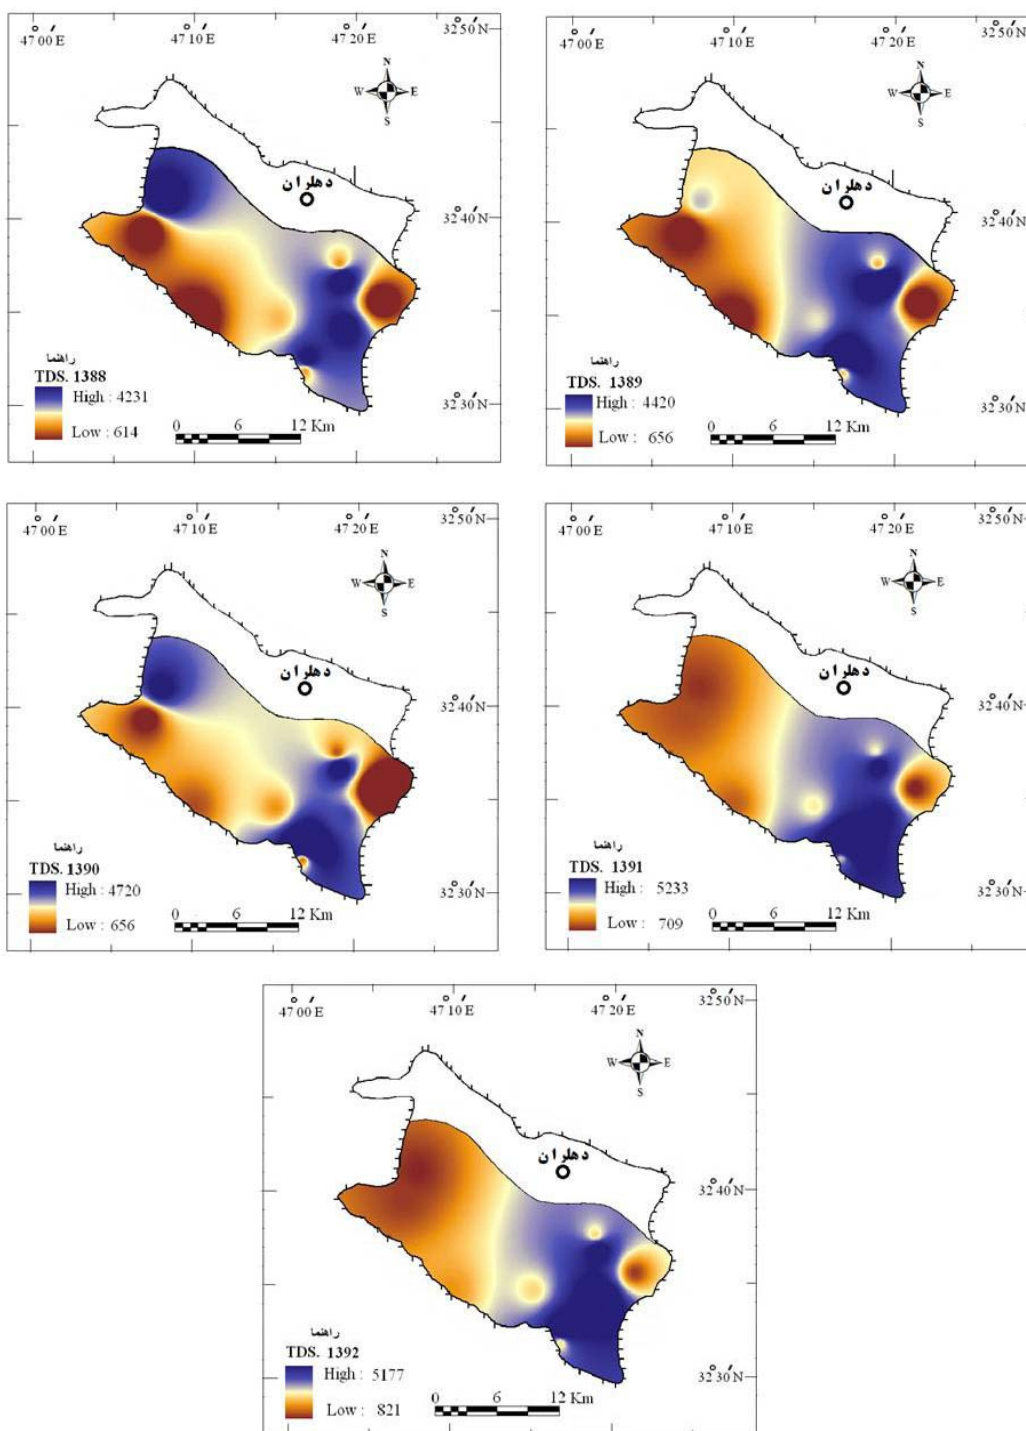 47° 00′ E 47° 10′ E 47° 20′ E 32° 50′ N
N
W E
S
دهلران
32° 40′ N
راهنما
TDS. 1388
High : 4231
Low : 614
0 6 12 Km
32° 30′ N
47° 00′ E 47° 10′ E 47° 20′ E 32° 50′ N
N
W E
S
دهلران
32° 40′ N
راهنما
TDS. 1389
High : 4420
Low : 656
0 6 12 Km
32° 30′ N
47° 00′ E 47° 10′ E 47° 20′ E 32° 50′ N
N
W E
S
دهلران
32° 40′ N
راهنما
TDS. 1390
High : 4720
Low : 656
0 6 12 Km
32° 30′ N
47° 00′ E 47° 10′ E 47° 20′ E 32° 50′ N
N
W E
S
دهلران
32° 40′ N
راهنما
TDS. 1391
High : 5233
Low : 709
0 6 12 Km
32° 30′ N
47° 00′ E 47° 10′ E 47° 20′ E 32° 50′ N
N
W E
S
دهلران
32° 40′ N
راهنما
TDS. 1392
High : 5177
Low : 821
0 6 12 Km
32° 30′ N